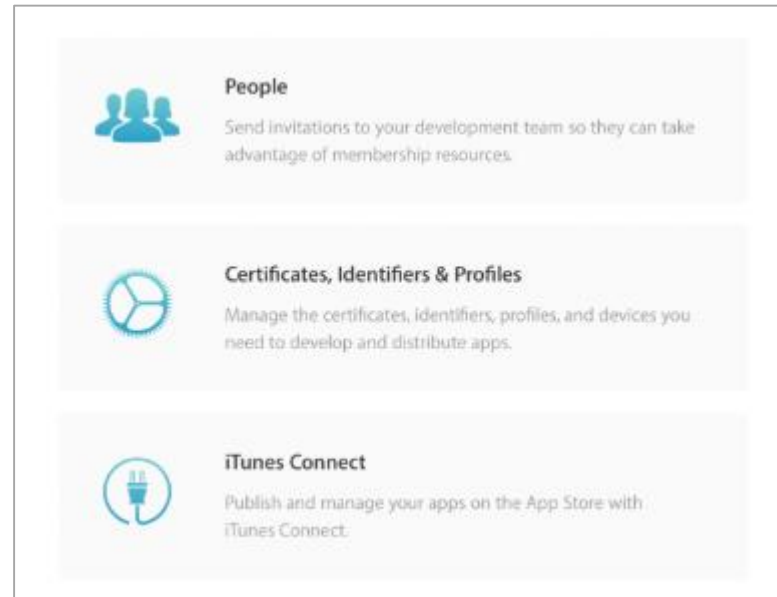 People
Send invitations to your development team so they can take
advantage of membership resources.
Certificates, Identifiers & Profiles
Manage the certificates, identifiers, profiles, and devices you
need to develop and distribute apps.
iTunes Connect
Publish and manage your apps on the App Store with
iTunes Connect.